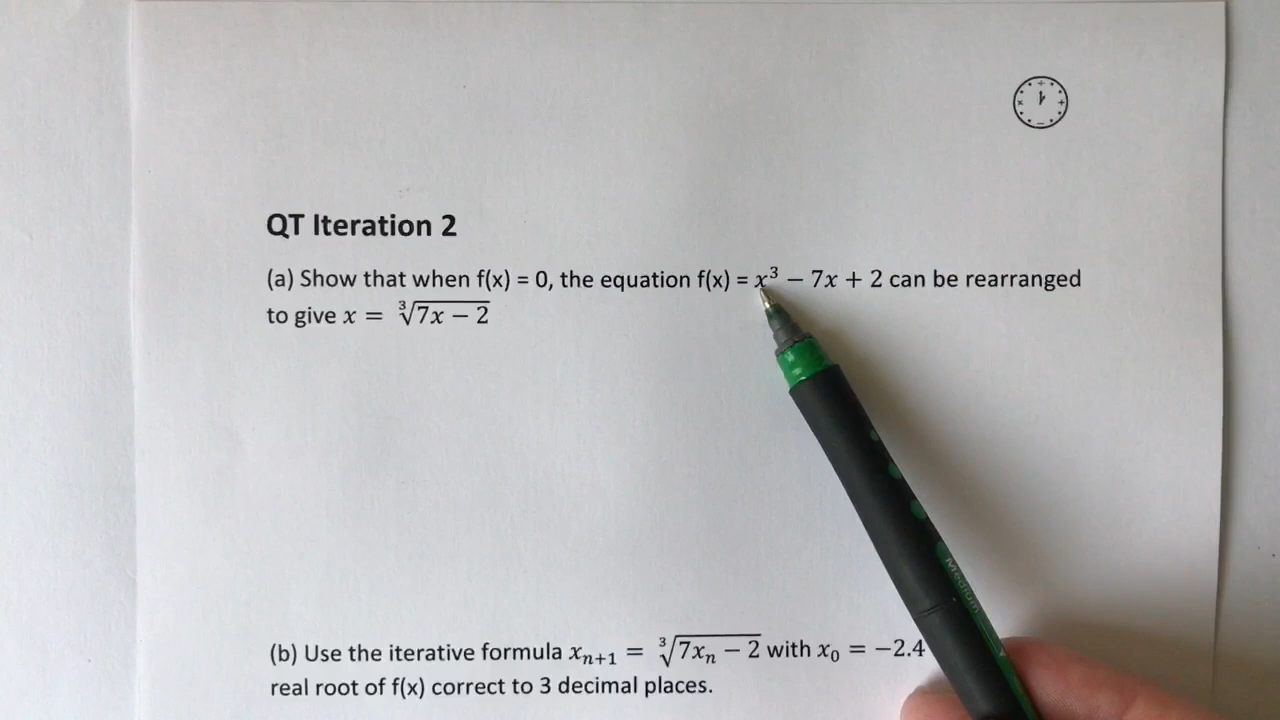 QT Iteration 2
(a) Show that when f(x) = 0, the equation f(x) = x³ − 7x + 2 can be rearranged
to give x = ∛(7x − 2)
(b) Use the iterative formula xₙ₊₁ = ∛(7xₙ − 2) with x₀ = −2.4
real root of f(x) correct to 3 decimal places.
Medium